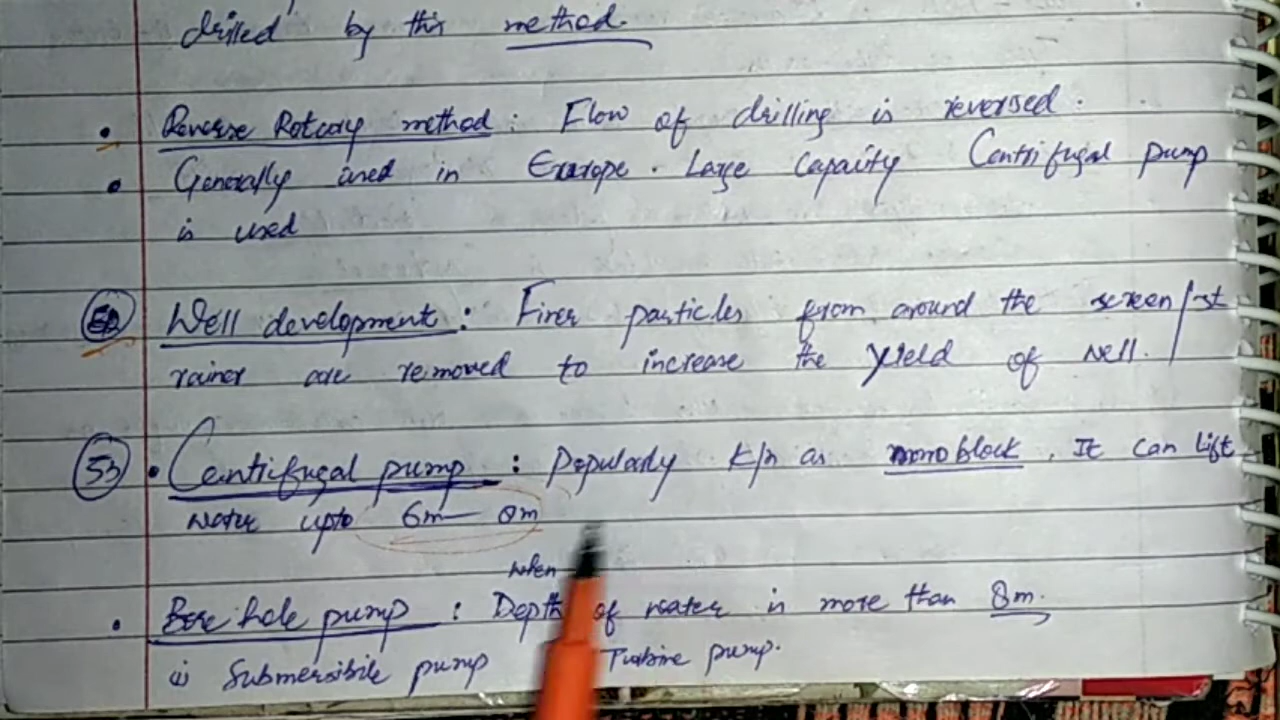 drilled by this method.
• Reverse Rotary method : Flow of drilling is reversed.
• Generally used in Europe. Large Capacity Centrifugal pump
is used
Well development : Finer particles from around the screen/st
rainer are removed to increase the yield of well.
53 • Centrifugal pump : Popularly k/n as monoblock. It can lift
water upto 6m- 8m
when
• Bore hole pump : Depth of water is more than 8m.
(i) Submersible pump Turbine pump.